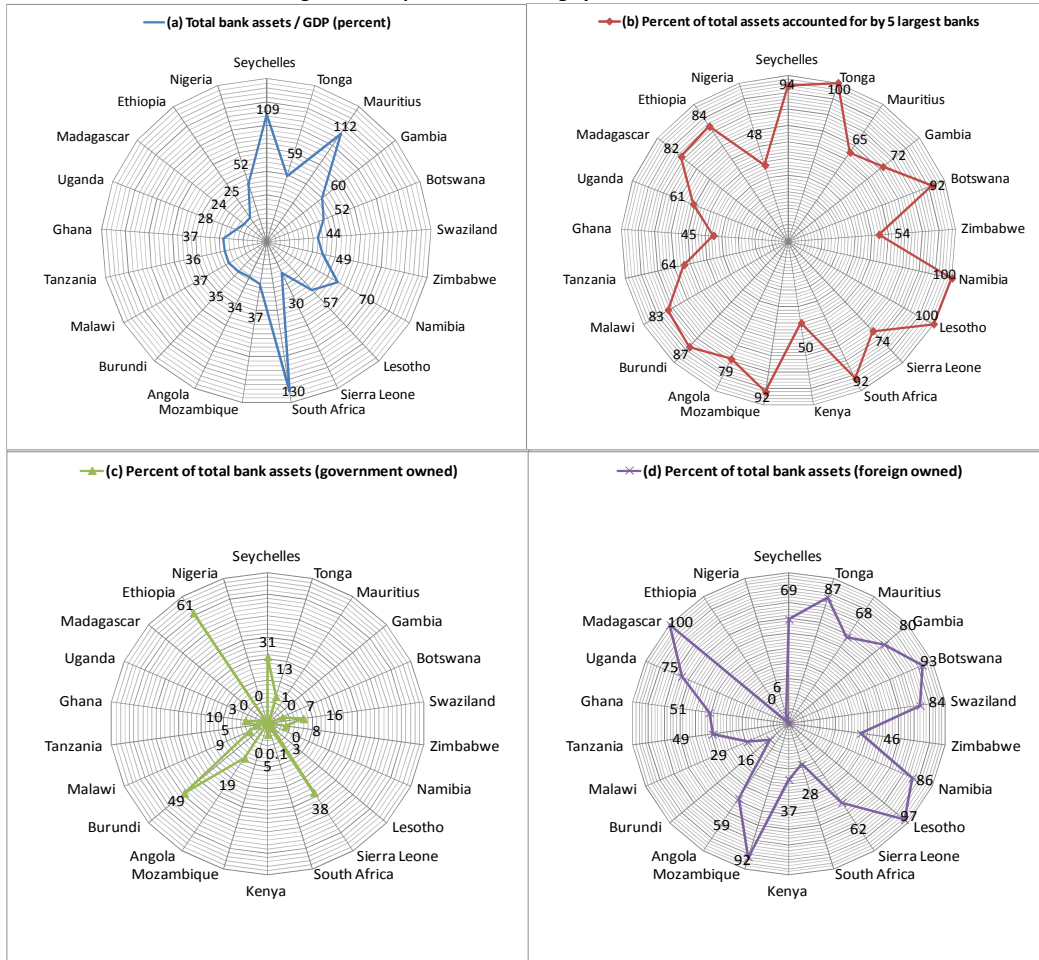 (a) Total bank assets / GDP (percent)
Seychelles
Nigeria
Tonga
Ethiopia
Mauritius
109
112
Madagascar
Gambia
59
52
Uganda
60
Botswana
25
24
52
28
Ghana
37
44
Swaziland
36
49
Tanzania
Zimbabwe
37
35
34
37
30
57
70
Malawi
Namibia
Burundi
Lesotho
Angola
130
Sierra Leone
Mozambique
South Africa
(b) Percent of total assets accounted for by 5 largest banks
Seychelles
Nigeria
Tonga
94
100
Ethiopia
Mauritius
84
48
65
Madagascar
Gambia
82
72
Uganda
61
92
Botswana
Ghana
45
54
Zimbabwe
64
100
Tanzania
Namibia
83
100
Malawi
Lesotho
87
50
74
Burundi
Sierra Leone
79
92
92
Angola
South Africa
Mozambique
Kenya
(c) Percent of total bank assets (government owned)
Seychelles
Nigeria
Tonga
Ethiopia
Mauritius
61
Madagascar
Gambia
31
Uganda
13
Botswana
0
1
Ghana
10
3
0
0
7
16
Swaziland
5
8
Tanzania
9
0
0
0.1
3
Zimbabwe
5
19
Malawi
Namibia
49
38
Burundi
Lesotho
Angola
Sierra Leone
Mozambique
South Africa
Kenya
(d) Percent of total bank assets (foreign owned)
Seychelles
Nigeria
Tonga
69
87
Ethiopia
Mauritius
68
Madagascar
100
80
Gambia
Uganda
75
93
Botswana
6
0
Ghana
51
84
Swaziland
49
46
Tanzania
Zimbabwe
29
16
86
Malawi
Namibia
28
37
97
59
62
Burundi
Lesotho
Angola
92
Sierra Leone
Mozambique
South Africa
Kenya